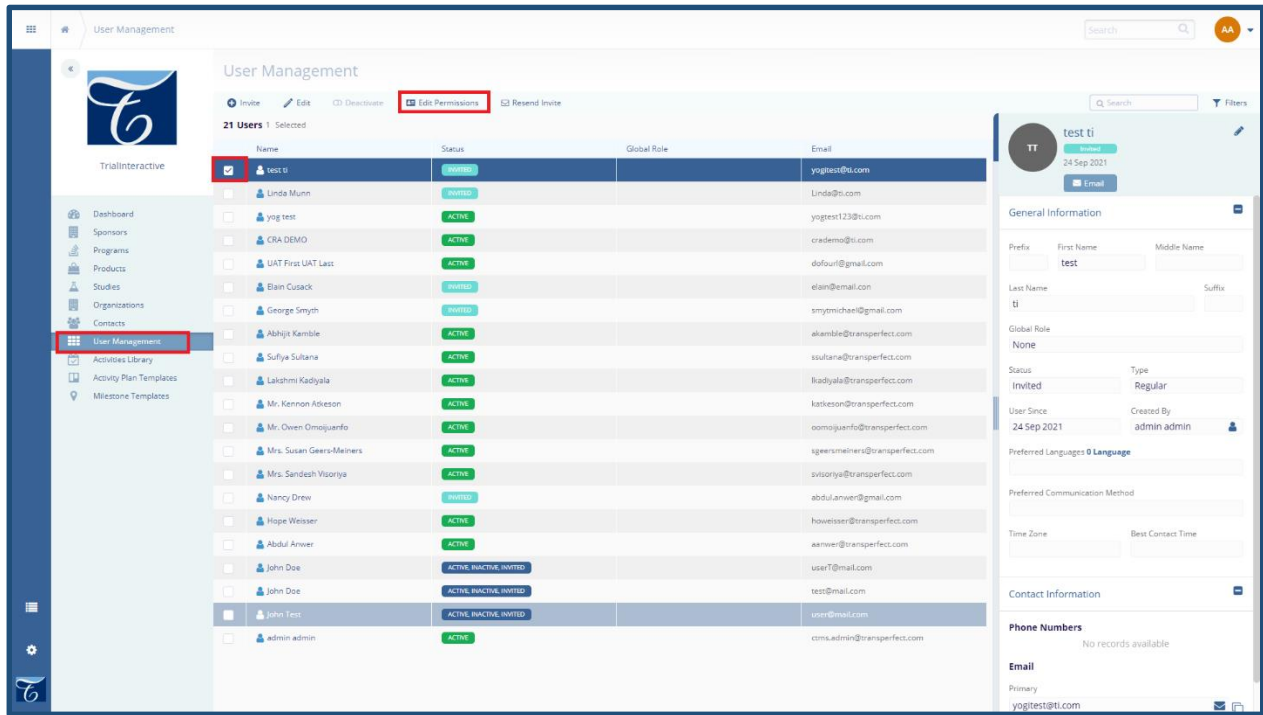 User Management
Search
AA
TrialInteractive
Dashboard
Sponsors
Programs
Products
Studies
Organizations
Contacts
User Management
Activities Library
Activity Plan Templates
Milestone Templates
User Management
Invite Edit Deactivate Edit Permissions Resend Invite
Search Filters
21 Users 1 Selected
Name Status Global Role Email
test ti INVITED yogitest@ti.com
Linda Munn INVITED Linda@ti.com
yog test ACTIVE yogtest123@ti.com
CRA DEMO ACTIVE crademo@ti.com
UAT First UAT Last ACTIVE dofourl@gmail.com
Elain Cusack INVITED elain@email.con
George Smyth INVITED smytmichael@gmail.com
Abhijit Kamble ACTIVE akamble@transperfect.com
Sufiya Sultana ACTIVE ssultana@transperfect.com
Lakshmi Kadiyala ACTIVE lkadiyala@transperfect.com
Mr. Kennon Atkeson ACTIVE katkeson@transperfect.com
Mr. Owen Omoijuanfo ACTIVE oomoijuanfo@transperfect.com
Mrs. Susan Geers-Meiners ACTIVE sgeersmeiners@transperfect.com
Mrs. Sandesh Visoriya ACTIVE svisoriya@transperfect.com
Nancy Drew INVITED abdul.anwer@gmail.com
Hope Weisser ACTIVE howeisser@transperfect.com
Abdul Anwer ACTIVE aanwer@transperfect.com
John Doe ACTIVE, INACTIVE, INVITED userT@mail.com
John Doe ACTIVE, INACTIVE, INVITED test@mail.com
John Test ACTIVE, INACTIVE, INVITED user@mail.com
admin admin ACTIVE ctms.admin@transperfect.com
TT
test ti
Invited
24 Sep 2021
Email
General Information
Prefix First Name Middle Name
test
Last Name Suffix
ti
Global Role
None
Status Type
Invited Regular
User Since Created By
24 Sep 2021 admin admin
Preferred Languages 0 Language
Preferred Communication Method
Time Zone Best Contact Time
Contact Information
Phone Numbers
No records available
Email
Primary
yogitest@ti.com